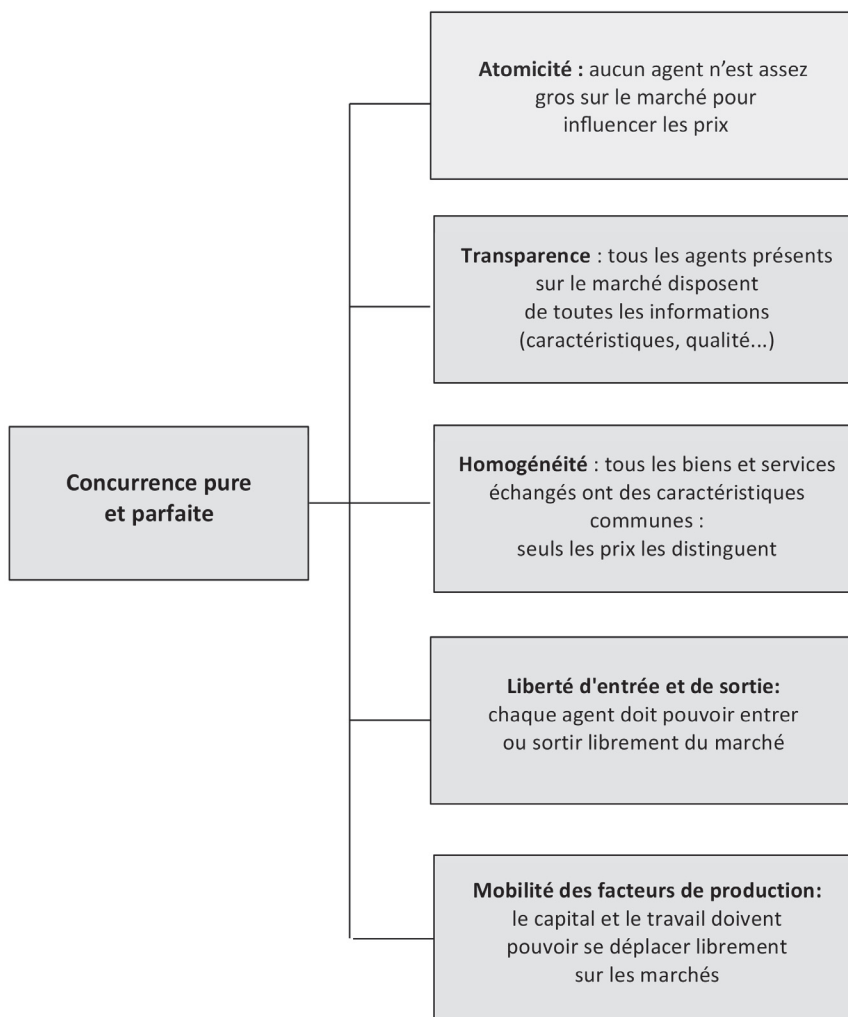 Atomicité : aucun agent n’est assez
gros sur le marché pour
influencer les prix
Transparence : tous les agents présents
sur le marché disposent
de toutes les informations
(caractéristiques, qualité...)
Concurrence pure
et parfaite
Homogénéité : tous les biens et services
échangés ont des caractéristiques
communes :
seuls les prix les distinguent
Liberté d'entrée et de sortie:
chaque agent doit pouvoir entrer
ou sortir librement du marché
Mobilité des facteurs de production:
le capital et le travail doivent
pouvoir se déplacer librement
sur les marchés